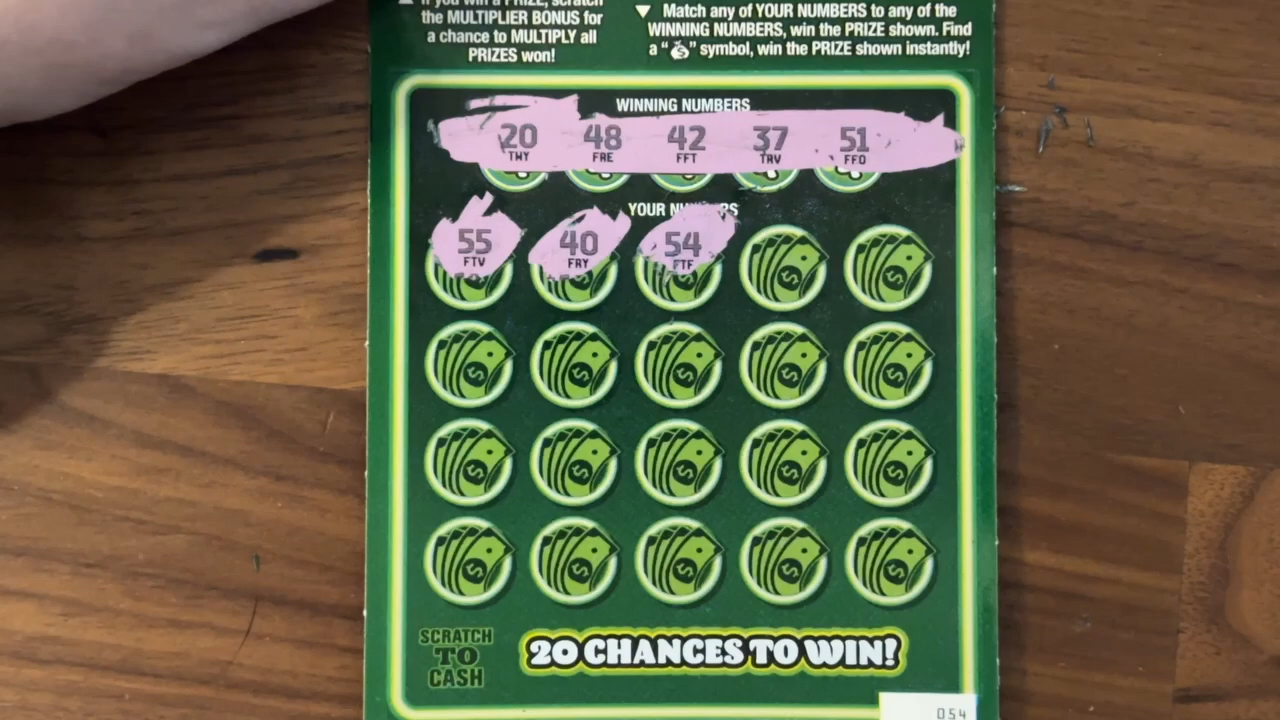 If you win a PRIZE, scratch
the MULTIPLIER BONUS for
a chance to MULTIPLY all
PRIZES won!
▼ Match any of YOUR NUMBERS to any of the
WINNING NUMBERS, win the PRIZE shown. Find
a "💰" symbol, win the PRIZE shown instantly!
WINNING NUMBERS
20 48 42 37 51
TWY FRE FFT TRV FFO
YOUR NUMBERS
55 40 54
FTV FRY FTF
SCRATCH
TO
CASH
20 CHANCES TO WIN!
054